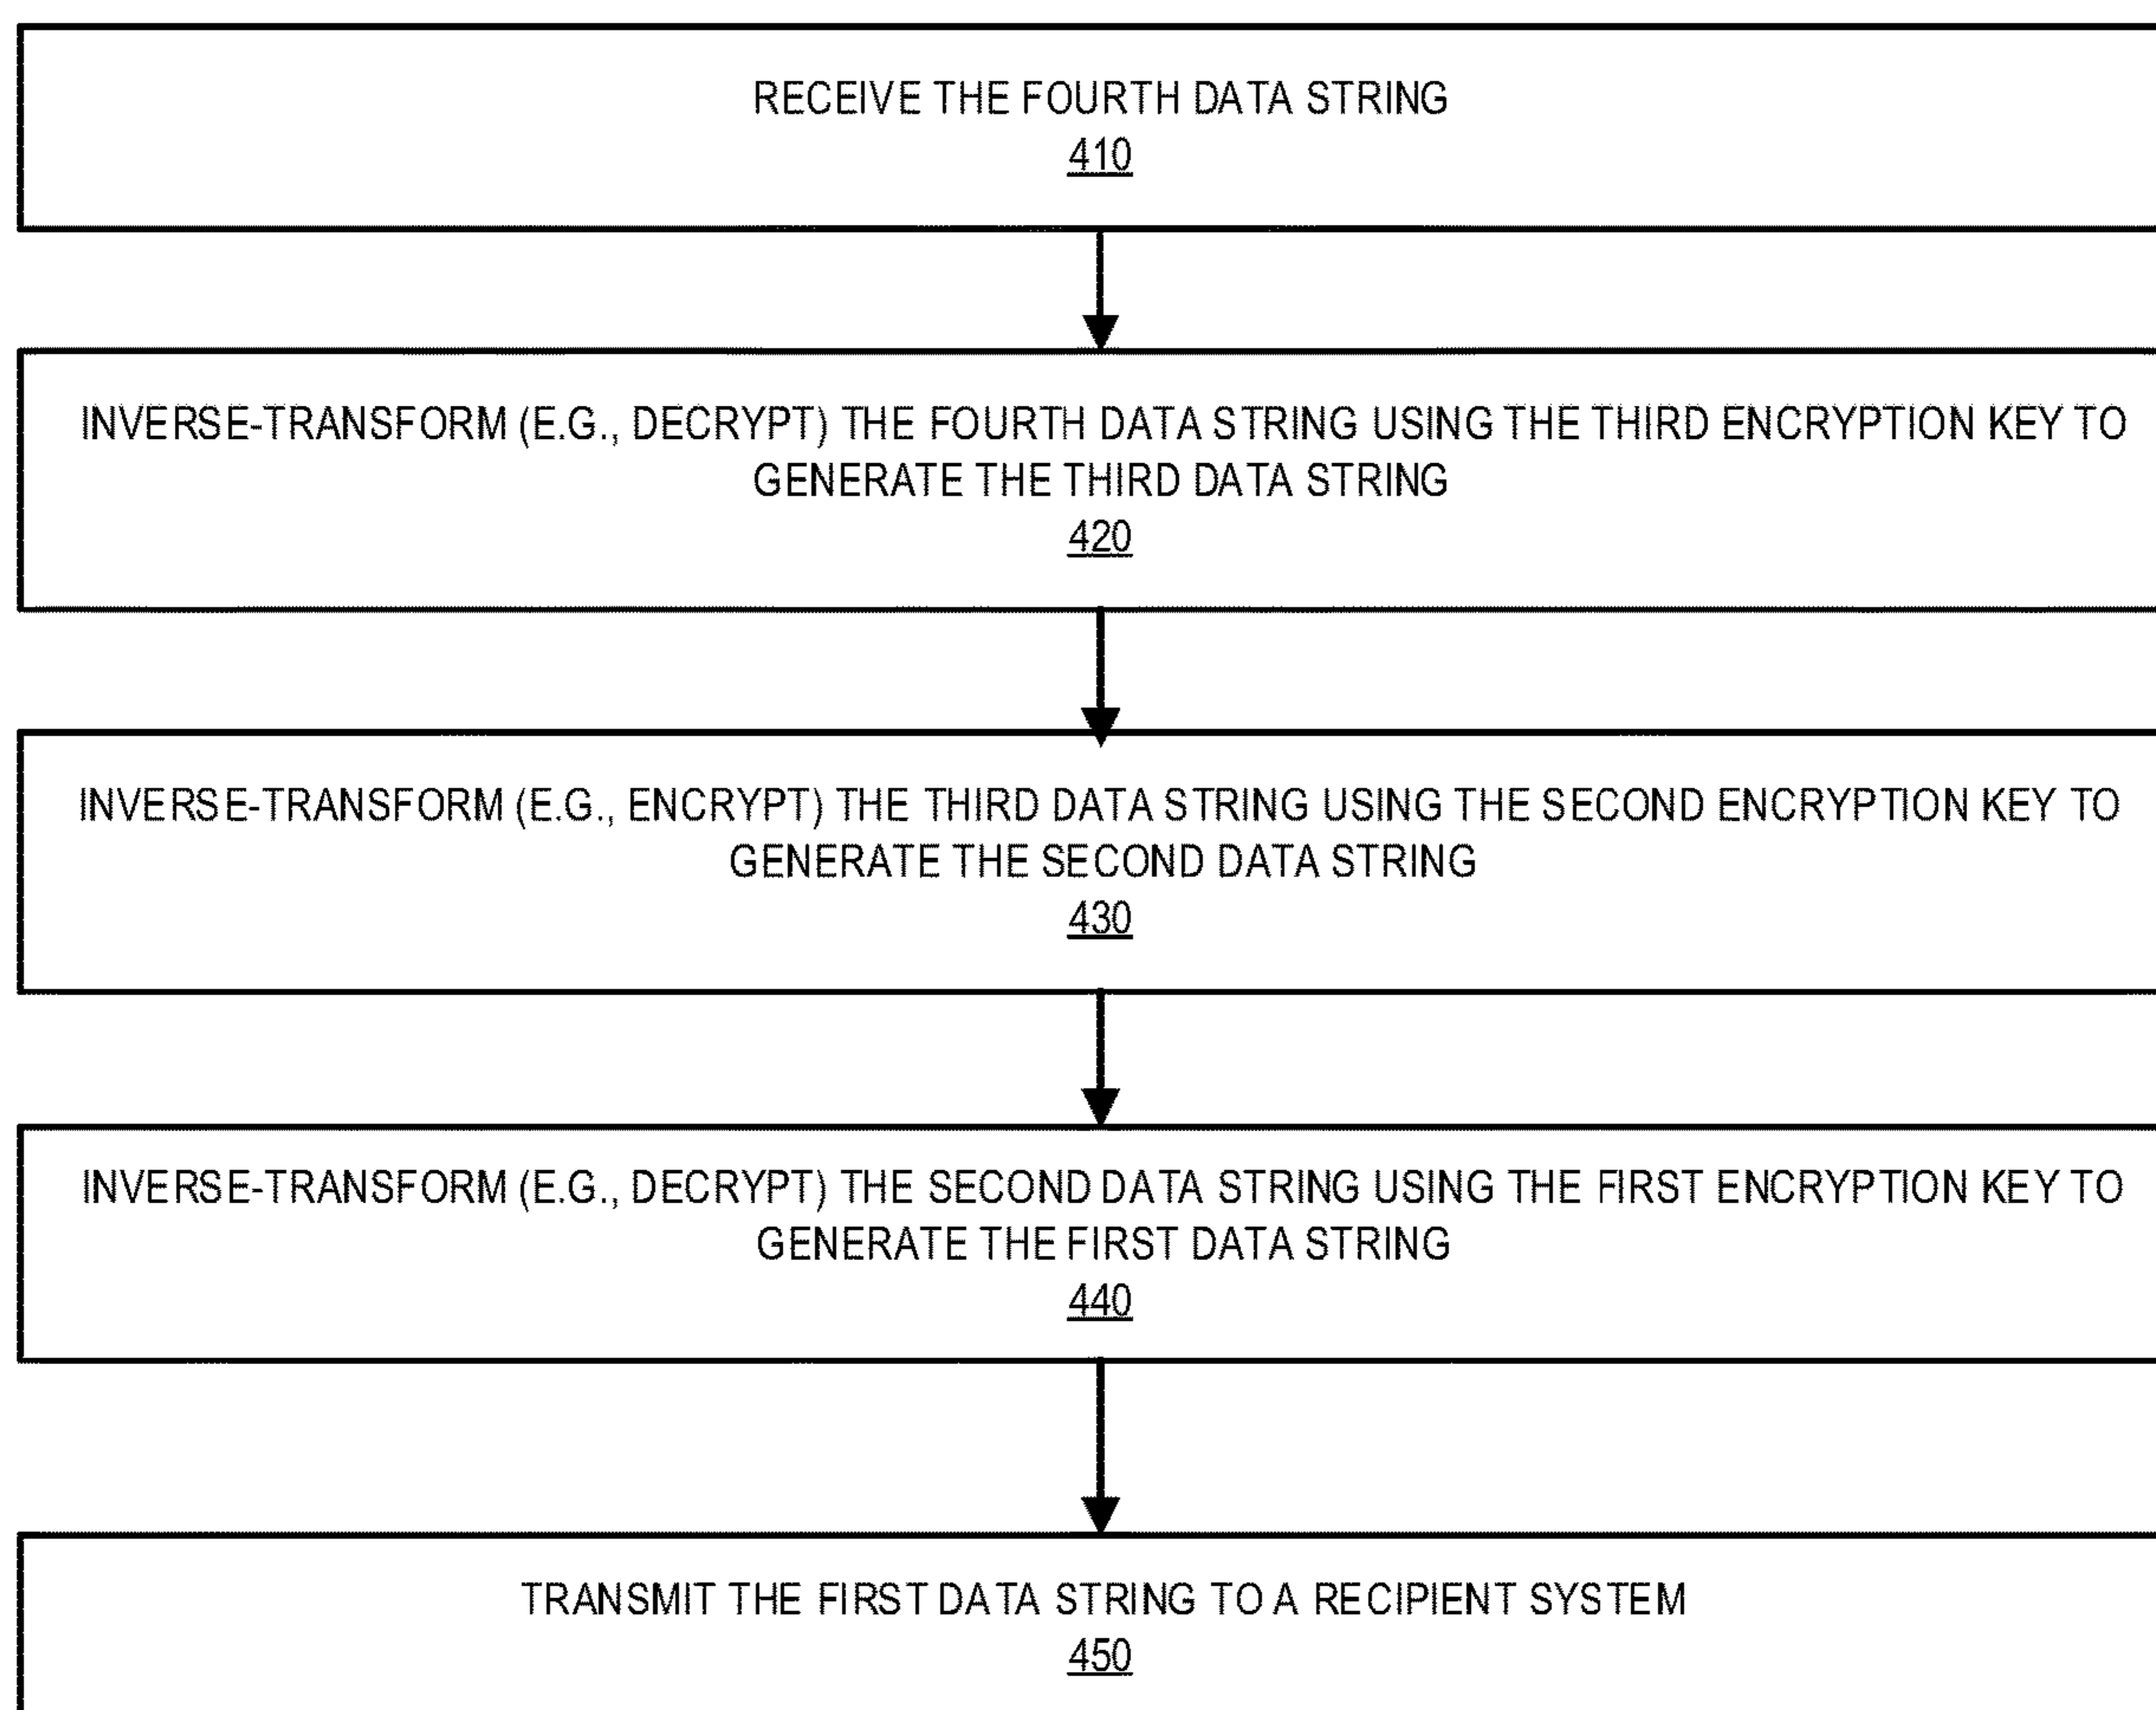 RECEIVE THE FOURTH DATA STRING
410
INVERSE-TRANSFORM (E.G., DECRYPT) THE FOURTH DATA STRING USING THE THIRD ENCRYPTION KEY TO
GENERATE THE THIRD DATA STRING
420
INVERSE-TRANSFORM (E.G., ENCRYPT) THE THIRD DATA STRING USING THE SECOND ENCRYPTION KEY TO
GENERATE THE SECOND DATA STRING
430
INVERSE-TRANSFORM (E.G., DECRYPT) THE SECOND DATA STRING USING THE FIRST ENCRYPTION KEY TO
GENERATE THE FIRST DATA STRING
440
TRANSMIT THE FIRST DATA STRING TO A RECIPIENT SYSTEM
450